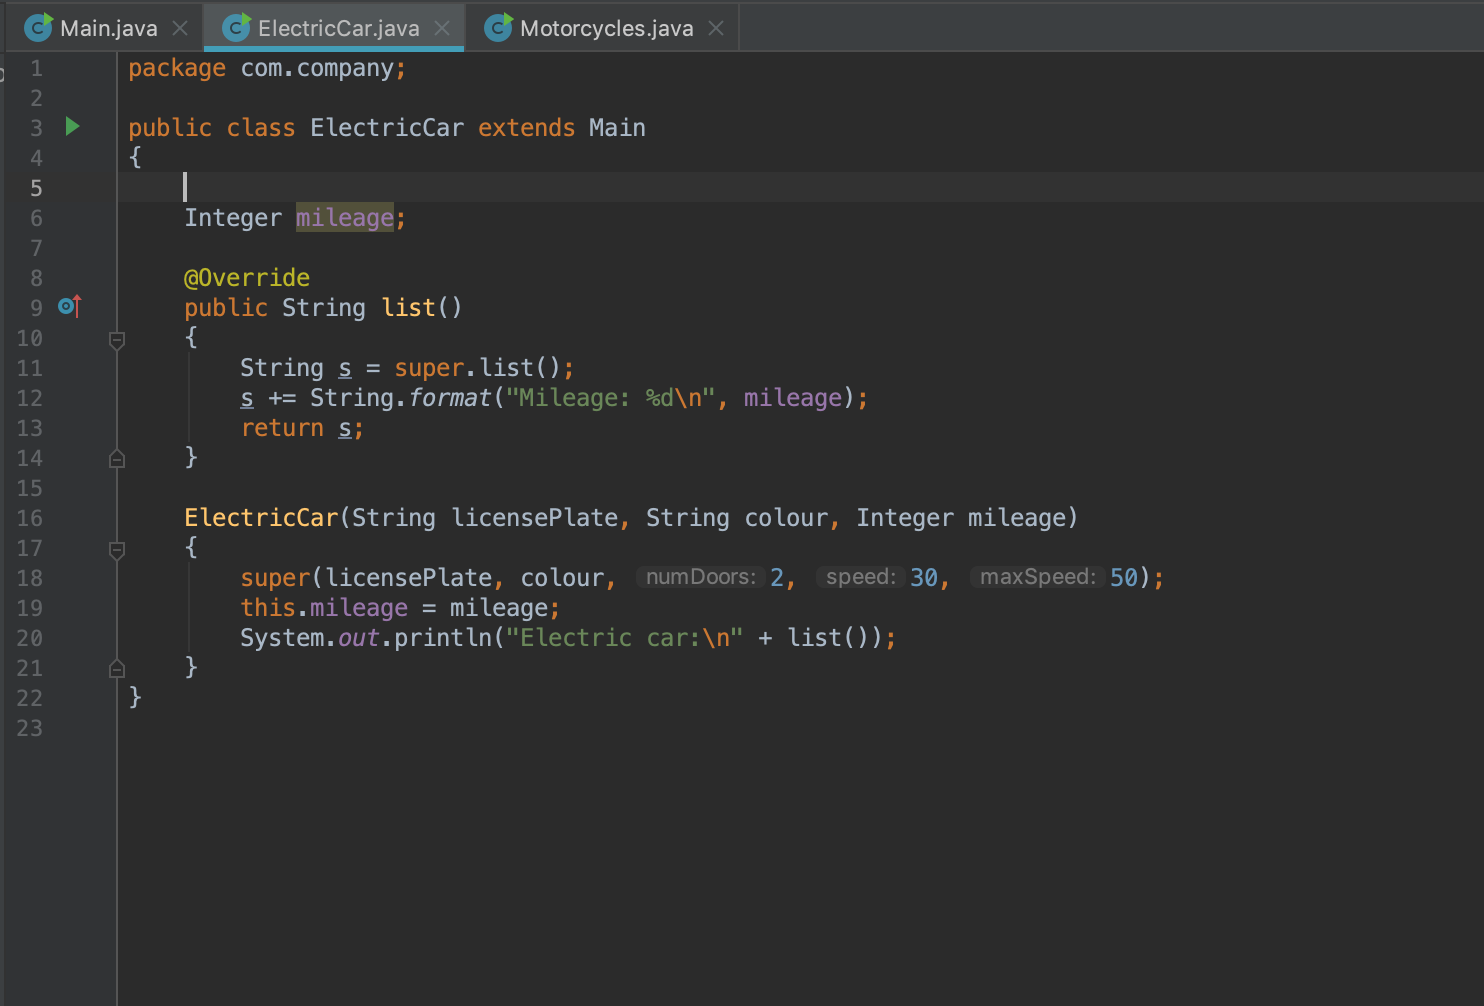 Main.java ElectricCar.java Motorcycles.java
1 package com.company;
2
3 public class ElectricCar extends Main
4 {
5
6 Integer mileage;
7
8 @Override
9 public String list()
10 {
11 String s = super.list();
12 s += String.format("Mileage: %d\n", mileage);
13 return s;
14 }
15
16 ElectricCar(String licensePlate, String colour, Integer mileage)
17 {
18 super(licensePlate, colour, numDoors: 2, speed: 30, maxSpeed: 50);
19 this.mileage = mileage;
20 System.out.println("Electric car:\n" + list());
21 }
22 }
23